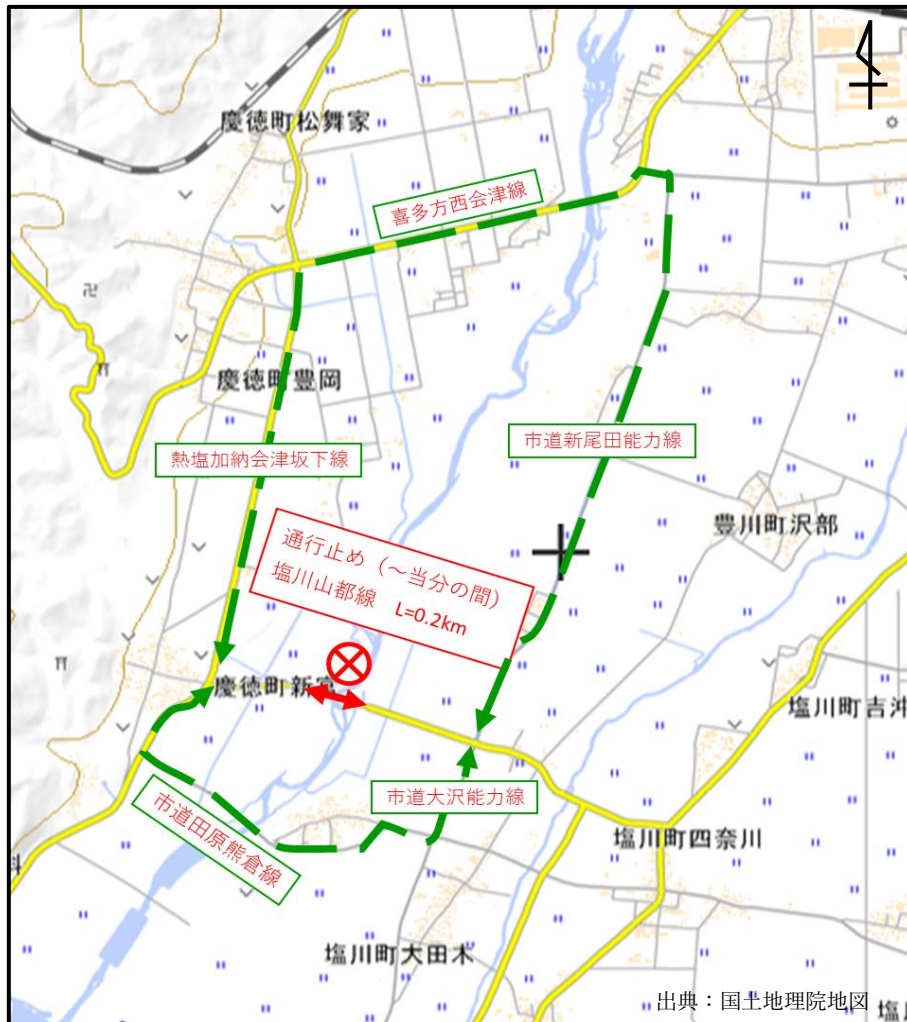 慶徳町松舞家
喜多方西会津線
慶徳町豊岡
熱塩加納会津坂下線
市道新尾田能力線
豊川町沢部
通行止め（～当分の間）
塩川山都線 L=0.2km
慶徳町新宮
塩川町吉沖
市道大沢能力線
市道田原熊倉線
塩川町四奈川
塩川町大田木
出典：国土地理院地図